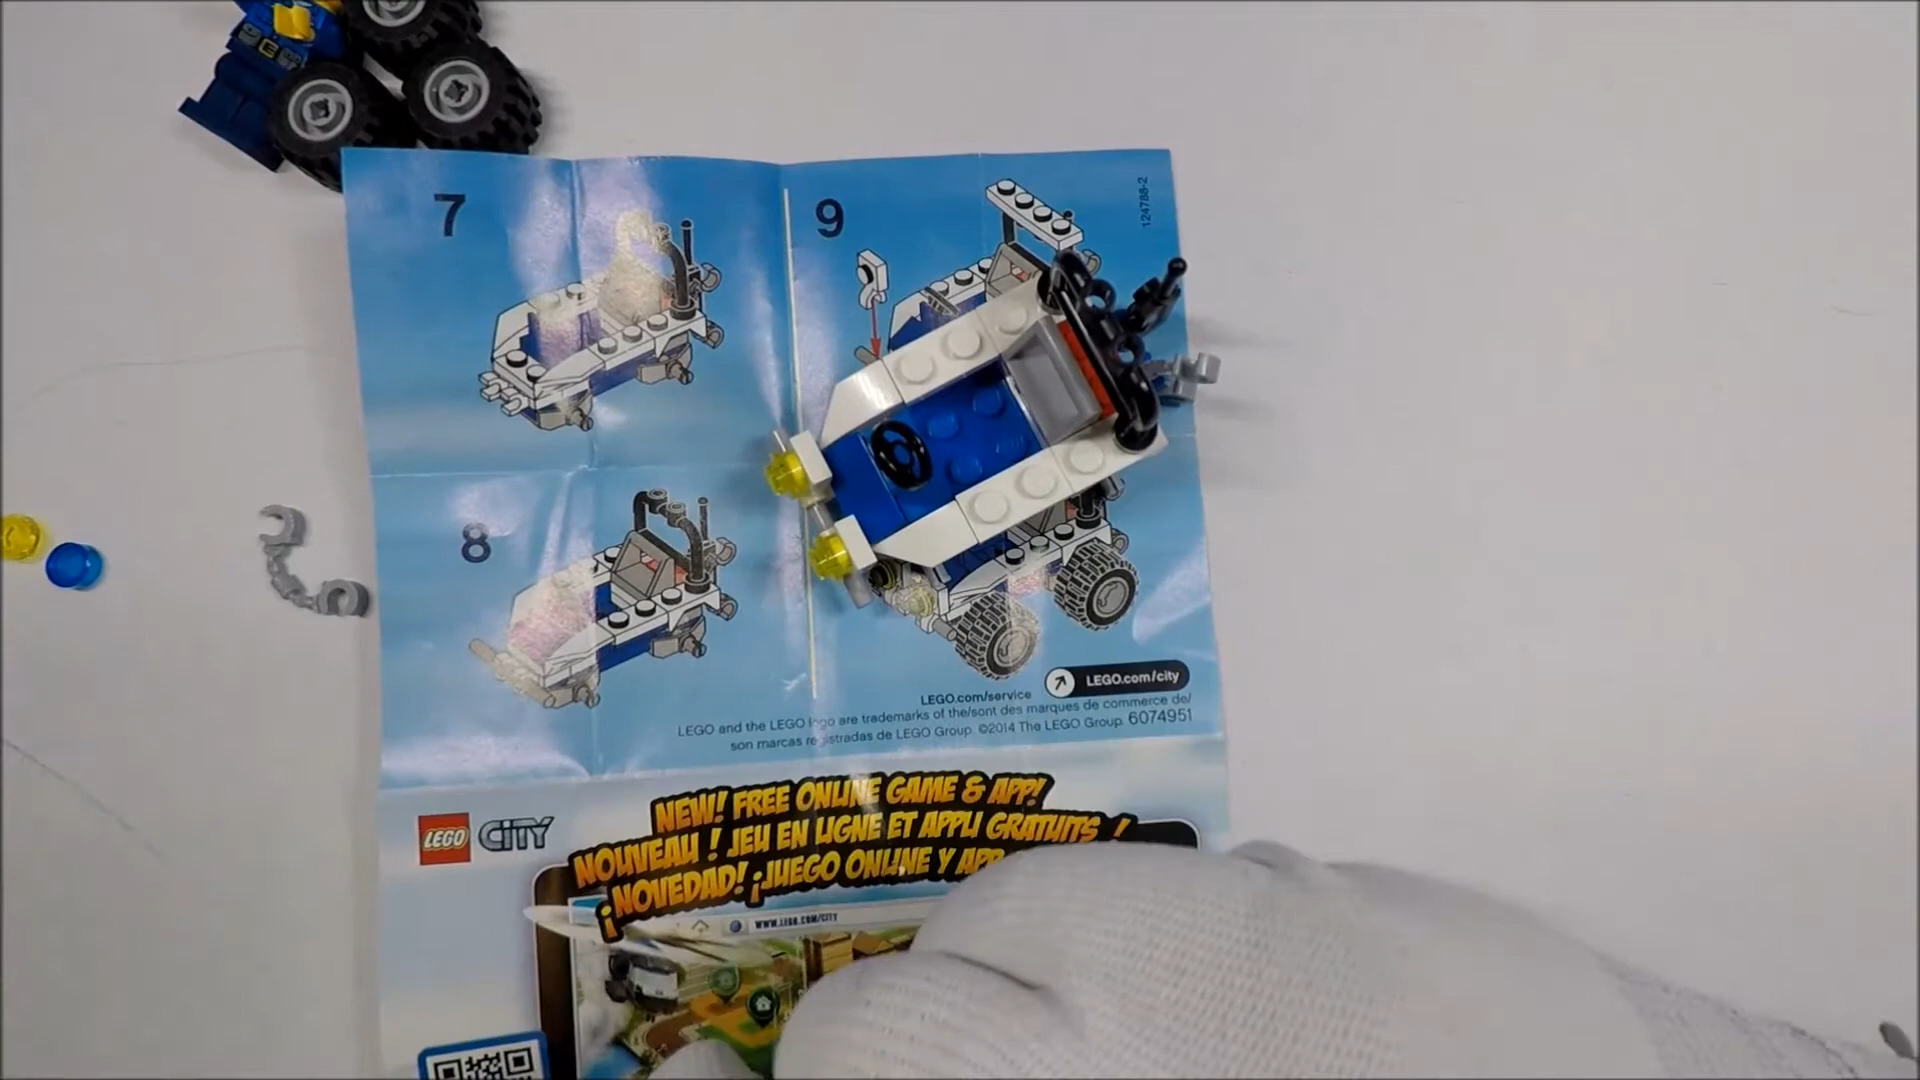 7
9
124788-2
8
LEGO.com/service
LEGO.com/city
LEGO and the LEGO logo are trademarks of the/sont des marques de commerce de/
son marcas registradas de LEGO Group. ©2014 The LEGO Group. 6074951
LEGO CITY
NEW! FREE ONLINE GAME & APP!
NOUVEAU ! JEU EN LIGNE ET APPLI GRATUITS !
¡NOVEDAD! ¡JUEGO ONLINE Y APP
WWW.LEGO.COM/CITY